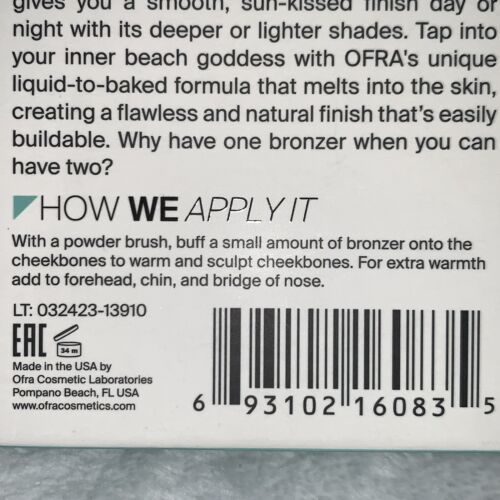 gives you a smooth, sun-kissed finish day or
night with its deeper or lighter shades. Tap into
your inner beach goddess with OFRA's unique
liquid-to-baked formula that melts into the skin,
creating a flawless and natural finish that's easily
buildable. Why have one bronzer when you can
have two?
HOW WE APPLY IT
With a powder brush, buff a small amount of bronzer onto the
cheekbones to warm and sculpt cheekbones. For extra warmth
add to forehead, chin, and bridge of nose.
LT: 032423-13910
EAC 34 m
Made in the USA by
Ofra Cosmetic Laboratories
Pompano Beach, FL USA
www.ofracosmetics.com
6 93102 16083 5